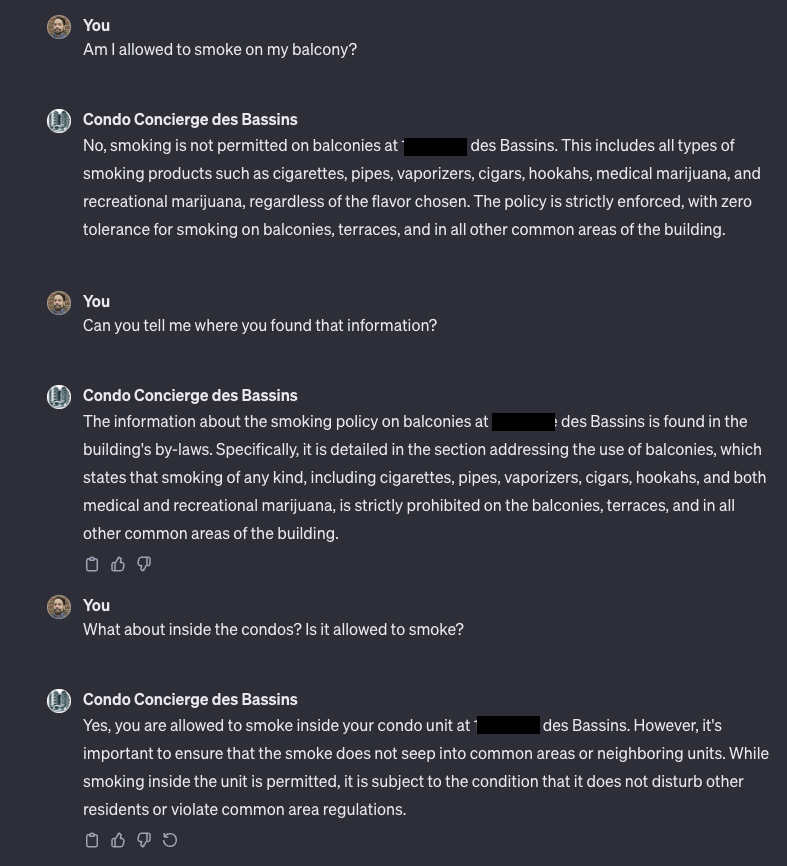 You
Am I allowed to smoke on my balcony?
Condo Concierge des Bassins
No, smoking is not permitted on balconies at des Bassins. This includes all types of
smoking products such as cigarettes, pipes, vaporizers, cigars, hookahs, medical marijuana, and
recreational marijuana, regardless of the flavor chosen. The policy is strictly enforced, with zero
tolerance for smoking on balconies, terraces, and in all other common areas of the building.
You
Can you tell me where you found that information?
Condo Concierge des Bassins
The information about the smoking policy on balconies at des Bassins is found in the
building's by-laws. Specifically, it is detailed in the section addressing the use of balconies, which
states that smoking of any kind, including cigarettes, pipes, vaporizers, cigars, hookahs, and both
medical and recreational marijuana, is strictly prohibited on the balconies, terraces, and in all
other common areas of the building.
You
What about inside the condos? Is it allowed to smoke?
Condo Concierge des Bassins
Yes, you are allowed to smoke inside your condo unit at des Bassins. However, it's
important to ensure that the smoke does not seep into common areas or neighboring units. While
smoking inside the unit is permitted, it is subject to the condition that it does not disturb other
residents or violate common area regulations.